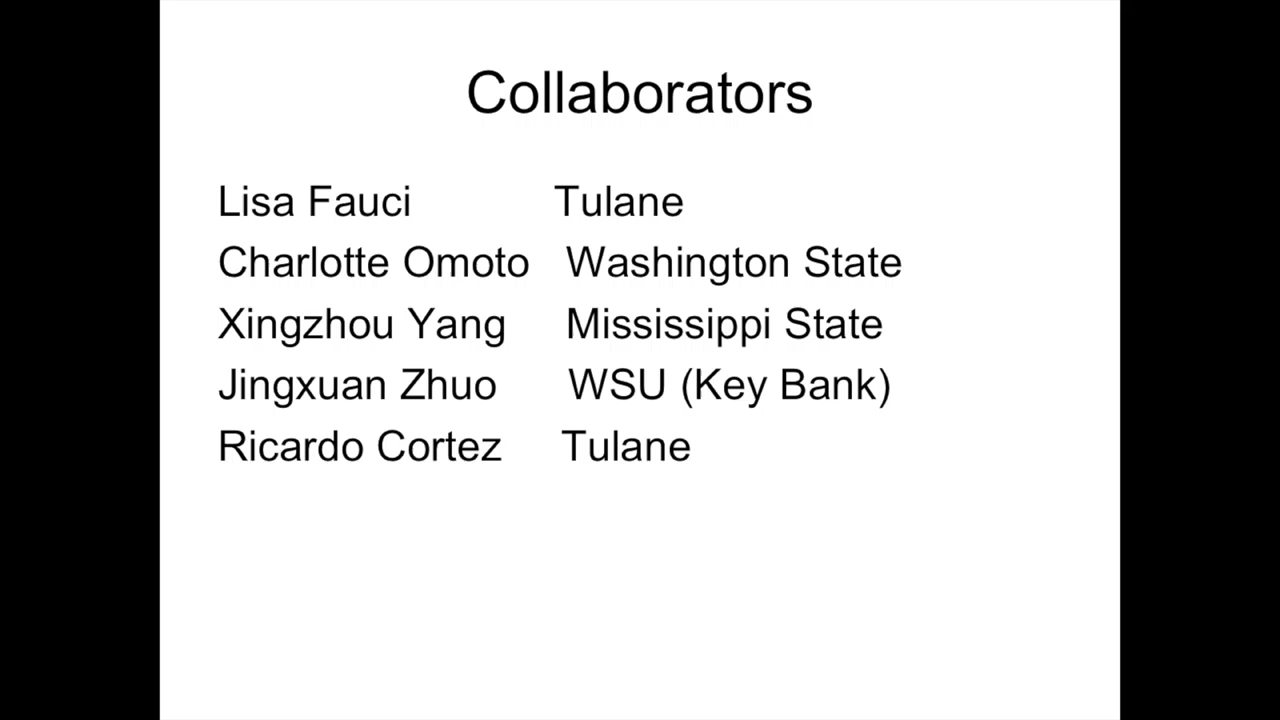 Collaborators
Lisa Fauci Tulane
Charlotte Omoto Washington State
Xingzhou Yang Mississippi State
Jingxuan Zhuo WSU (Key Bank)
Ricardo Cortez Tulane